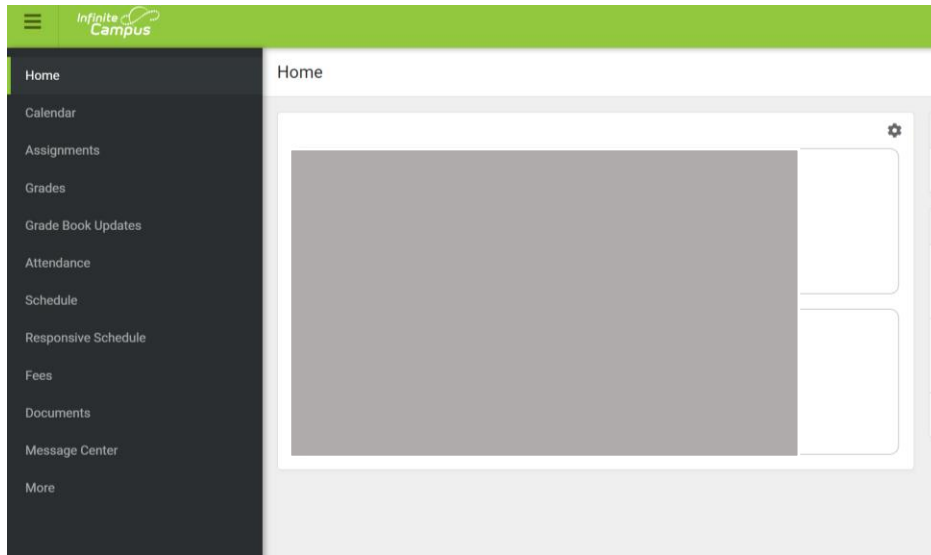 Infinite
Campus
Home
Home
Calendar
Assignments
Grades
Grade Book Updates
Attendance
Schedule
Responsive Schedule
Fees
Documents
Message Center
More